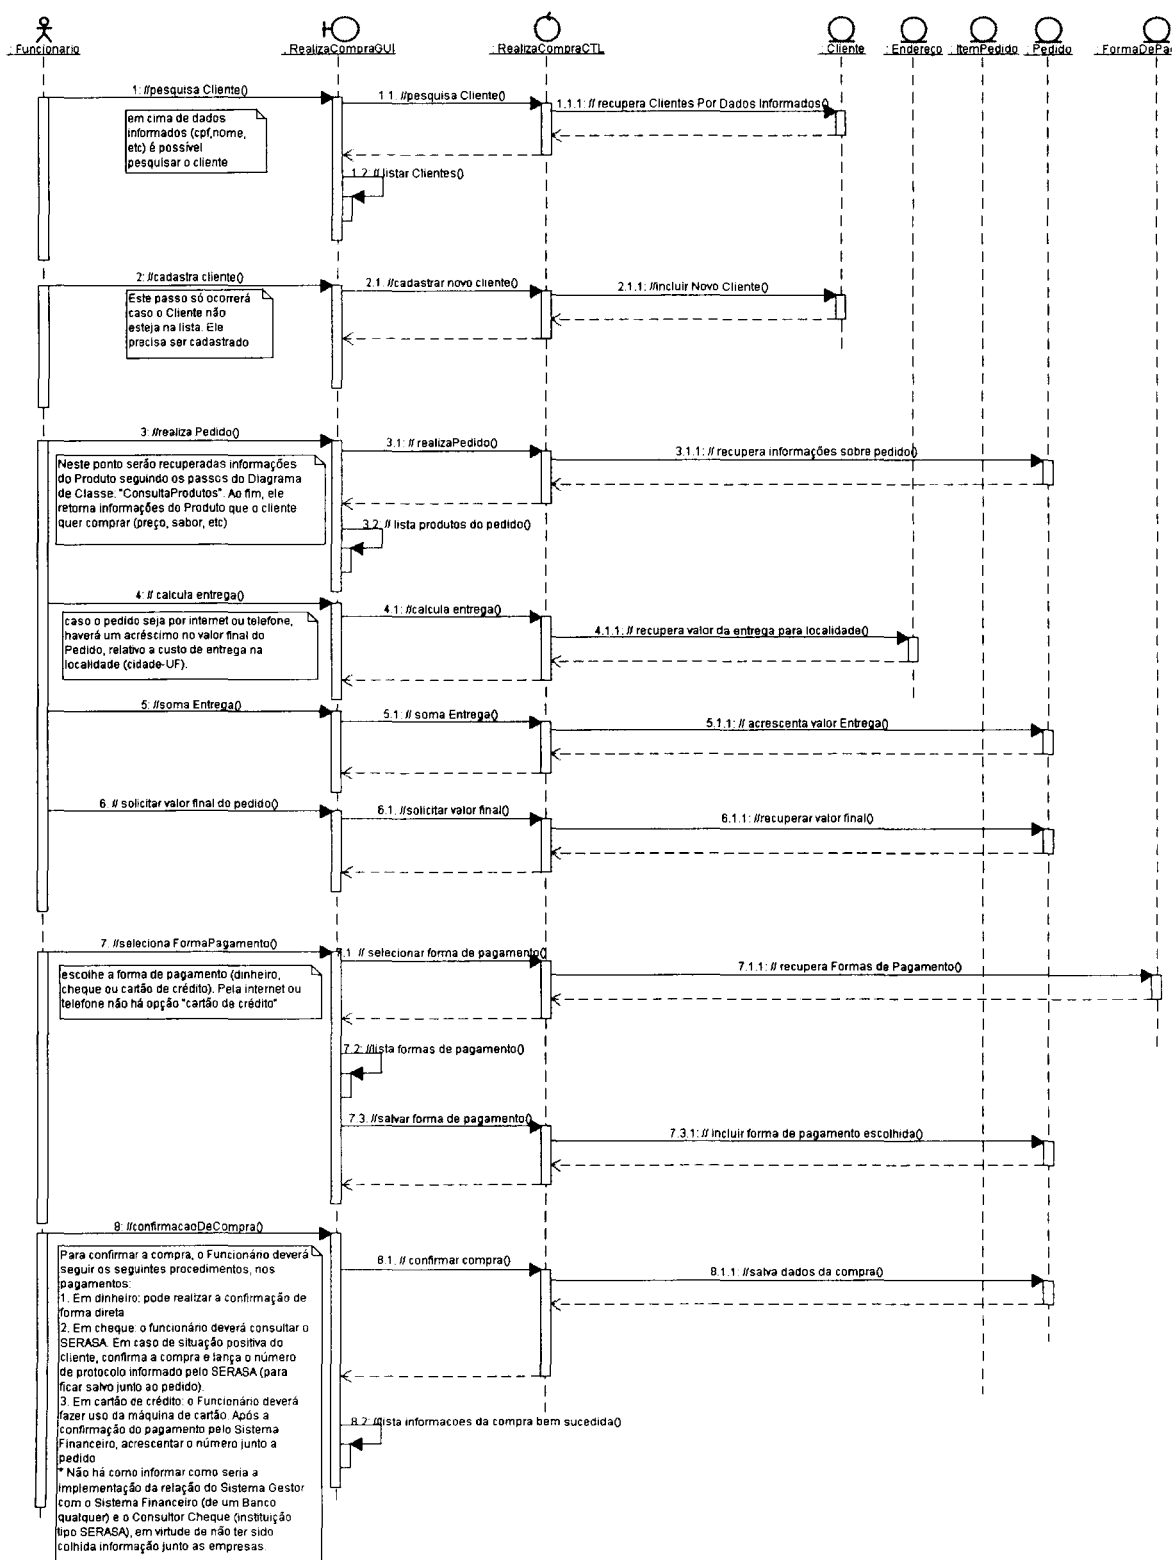 : Funcionario
: RealizaCompraGUI
: RealizaCompraCTL
: Cliente
: Endereço
: ItemPedido
: Pedido
: FormaDePa
1: //pesquisa Cliente()
1.1: //pesquisa Cliente()
1.1.1: // recupera Clientes Por Dados Informados()
em cima de dados
informados (cpf,nome,
etc) é possível
pesquisar o cliente
1.2: // listar Clientes()
2: //cadastra cliente()
2.1: //cadastrar novo cliente()
2.1.1: //incluir Novo Cliente()
Este passo só ocorrerá
caso o Cliente não
esteja na lista. Ele
precisa ser cadastrado
3: //realiza Pedido()
3.1: // realizaPedido()
3.1.1: // recupera informações sobre pedido()
Neste ponto serão recuperadas informações
do Produto seguindo os passos do Diagrama
de Classe: "ConsultaProdutos". Ao fim, ele
retorna informações do Produto que o cliente
quer comprar (preço, sabor, etc)
3.2: // lista produtos do pedido()
4: // calcula entrega()
4.1: //calcula entrega()
4.1.1: // recupera valor da entrega para localidade()
caso o pedido seja por internet ou telefone,
haverá um acréscimo no valor final do
Pedido, relativo a custo de entrega na
localidade (cidade-UF).
5: //soma Entrega()
5.1: // soma Entrega()
5.1.1: // acrescenta valor Entrega()
6: // solicitar valor final do pedido()
6.1: //solicitar valor final()
6.1.1: //recuperar valor final()
7: //seleciona FormaPagamento()
7.1: // selecionar forma de pagamento()
7.1.1: // recupera Formas de Pagamento()
escolhe a forma de pagamento (dinheiro,
cheque ou cartão de crédito). Pela internet ou
telefone não há opção "cartão de crédito"
7.2: //lista formas de pagamento()
7.3: //salvar forma de pagamento()
7.3.1: // incluir forma de pagamento escolhida()
8: //confirmacaoDeCompra()
8.1: // confirmar compra()
8.1.1: //salva dados da compra()
Para confirmar a compra, o Funcionário deverá
seguir os seguintes procedimentos, nos
pagamentos:
1. Em dinheiro: pode realizar a confirmação de
forma direta
2. Em cheque: o funcionário deverá consultar o
SERASA. Em caso de situação positiva do
cliente, confirma a compra e lança o número
de protocolo informado pelo SERASA (para
ficar salvo junto ao pedido).
3. Em cartão de crédito: o Funcionário deverá
fazer uso da máquina de cartão. Após a
confirmação do pagamento pelo Sistema
Financeiro, acrescentar o número junto a
pedido
* Não há como informar como seria a
implementação da relação do Sistema Gestor
com o Sistema Financeiro (de um Banco
qualquer) e o Consultor Cheque (instituição
tipo SERASA), em virtude de não ter sido
colhida informação junto as empresas.
8.2: //lista informacoes da compra bem sucedida()